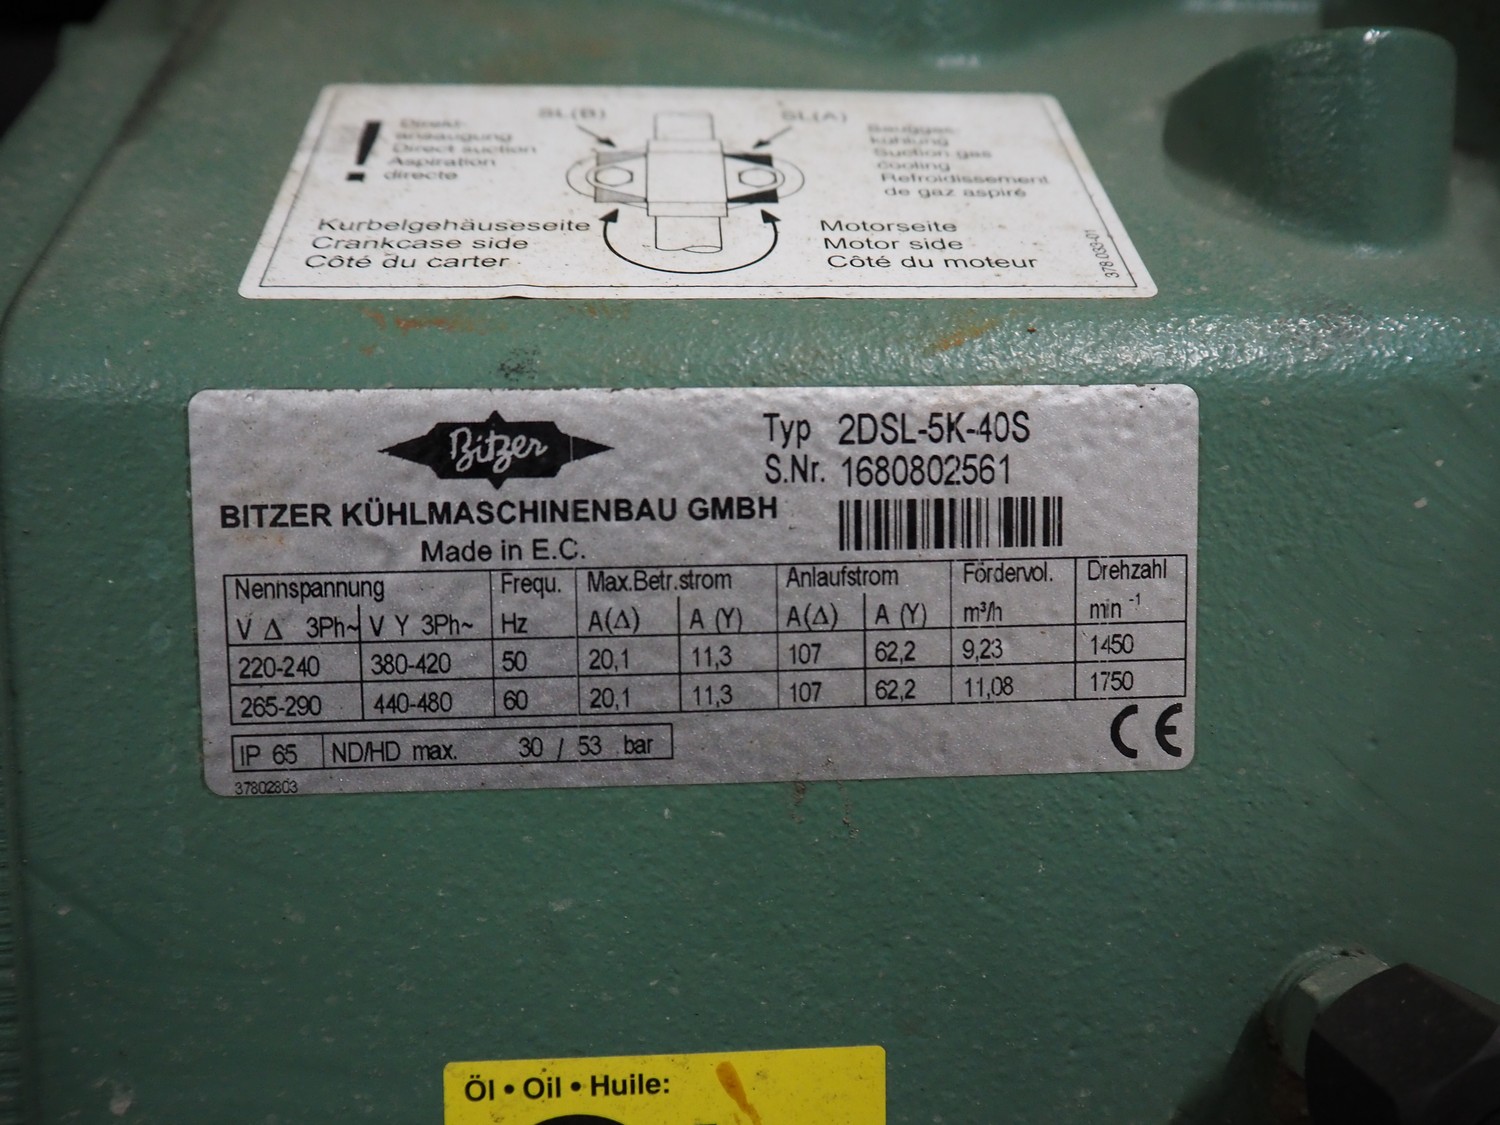 SL(B) SL(A)
Direkt-
ansaugung
Direct suction
Aspiration
directe
Sauggas-
kühlung
Suction gas
cooling
Refroidissement
de gaz aspiré
Kurbelgehäuseseite
Crankcase side
Côté du carter
Motorseite
Motor side
Côté du moteur
378 033-01
Bitzer
Typ 2DSL-5K-40S
S.Nr. 1680802561
BITZER KÜHLMASCHINENBAU GMBH
Made in E.C.
Nennspannung Frequ. Max.Betr.strom Anlaufstrom Fördervol. Drehzahl
V Δ 3Ph~ V Y 3Ph~ Hz A(Δ) A (Y) A(Δ) A (Y) m³/h min -1
220-240 380-420 50 20,1 11,3 107 62,2 9,23 1450
265-290 440-480 60 20,1 11,3 107 62,2 11,08 1750
IP 65 ND/HD max. 30 / 53 bar
CE
37802803
Öl • Oil • Huile: